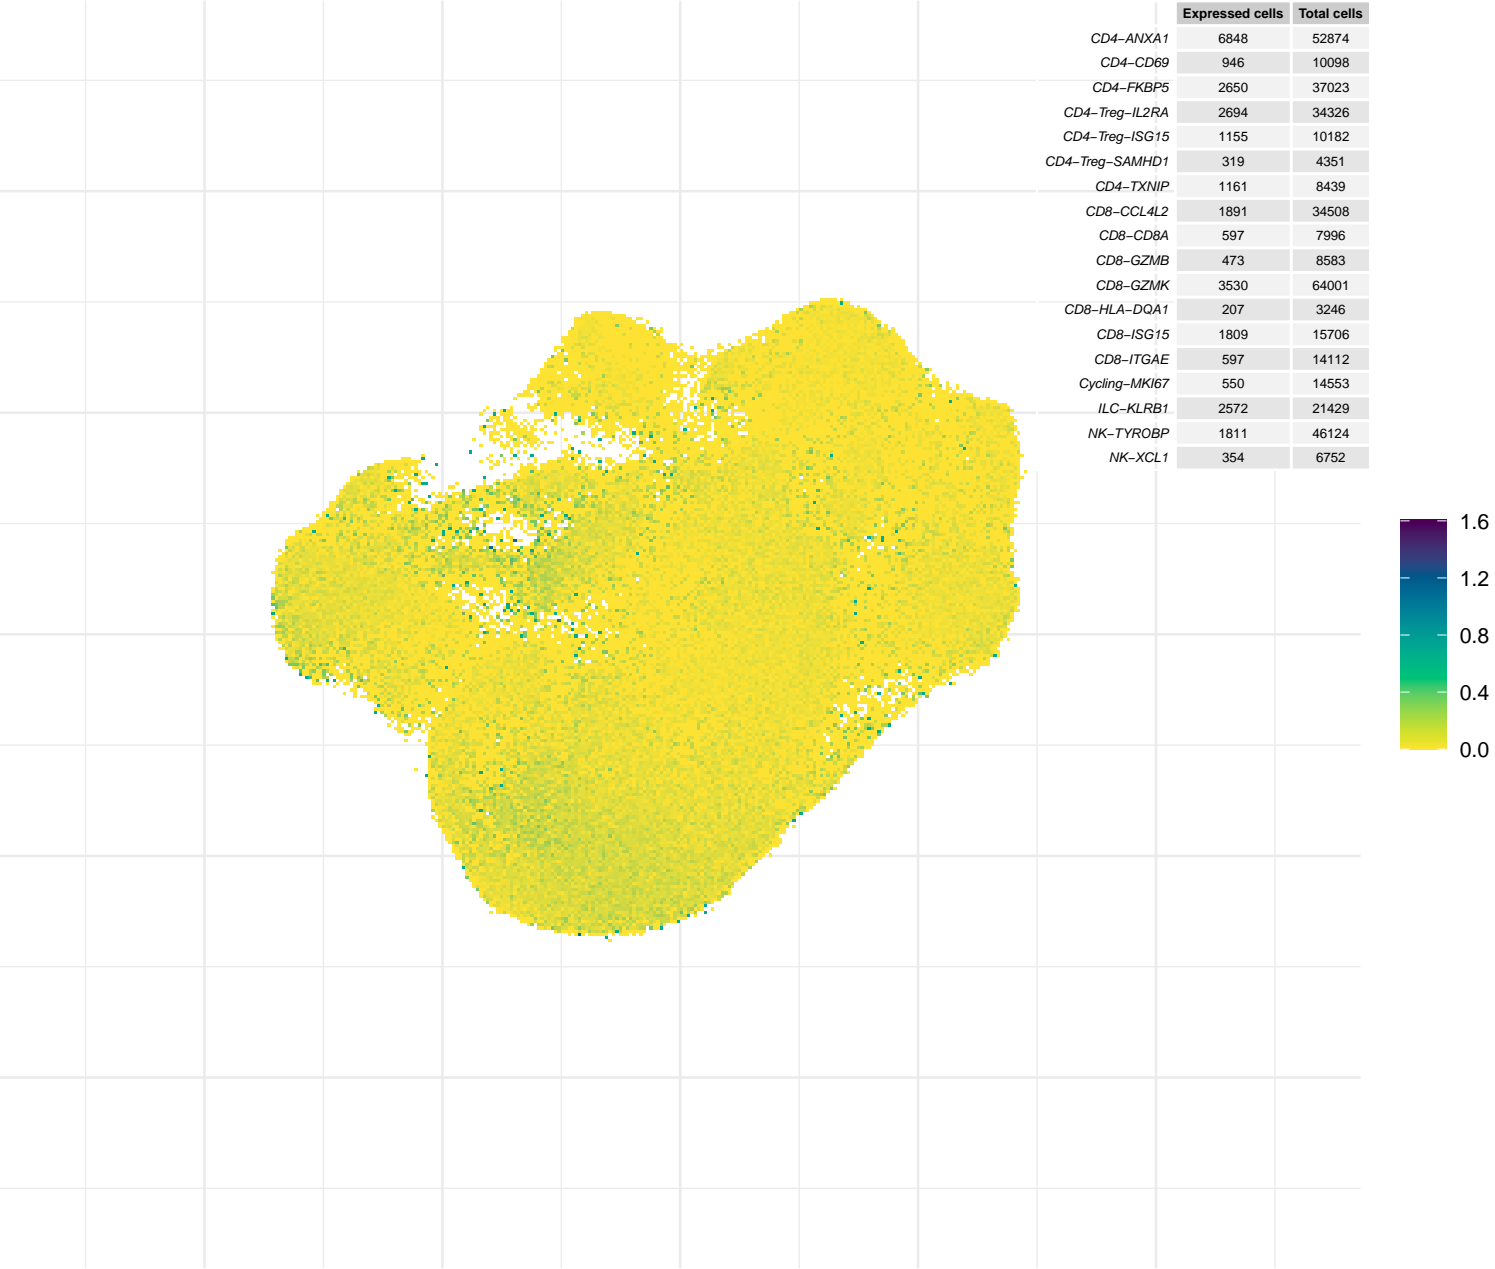 Expressed cells Total cells
CD4−ANXA1 6848 52874
CD4−CD69 946 10098
CD4−FKBP5 2650 37023
CD4−Treg−IL2RA 2694 34326
CD4−Treg−ISG15 1155 10182
CD4−Treg−SAMHD1 319 4351
CD4−TXNIP 1161 8439
CD8−CCL4L2 1891 34508
CD8−CD8A 597 7996
CD8−GZMB 473 8583
CD8−GZMK 3530 64001
CD8−HLA−DQA1 207 3246
CD8−ISG15 1809 15706
CD8−ITGAE 597 14112
Cycling−MKI67 550 14553
ILC−KLRB1 2572 21429
NK−TYROBP 1811 46124
NK−XCL1 354 6752
1.6
1.2
0.8
0.4
0.0